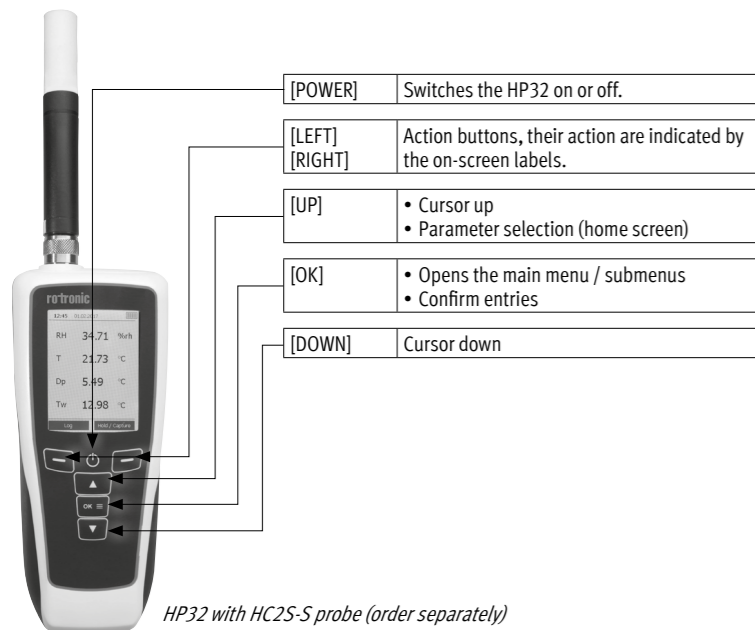 [POWER] Switches the HP32 on or off.
[LEFT] Action buttons, their action are indicated by
[RIGHT] the on-screen labels.
[UP] • Cursor up
• Parameter selection (home screen)
[OK] • Opens the main menu / submenus
• Confirm entries
[DOWN] Cursor down
rotronic
12:45 01.02.2017
RH 34.71 %rh
T 21.73 °C
Dp 5.49 °C
Tw 12.98 °C
Log Hold / Capture
OK
HP32 with HC2S-S probe (order separately)